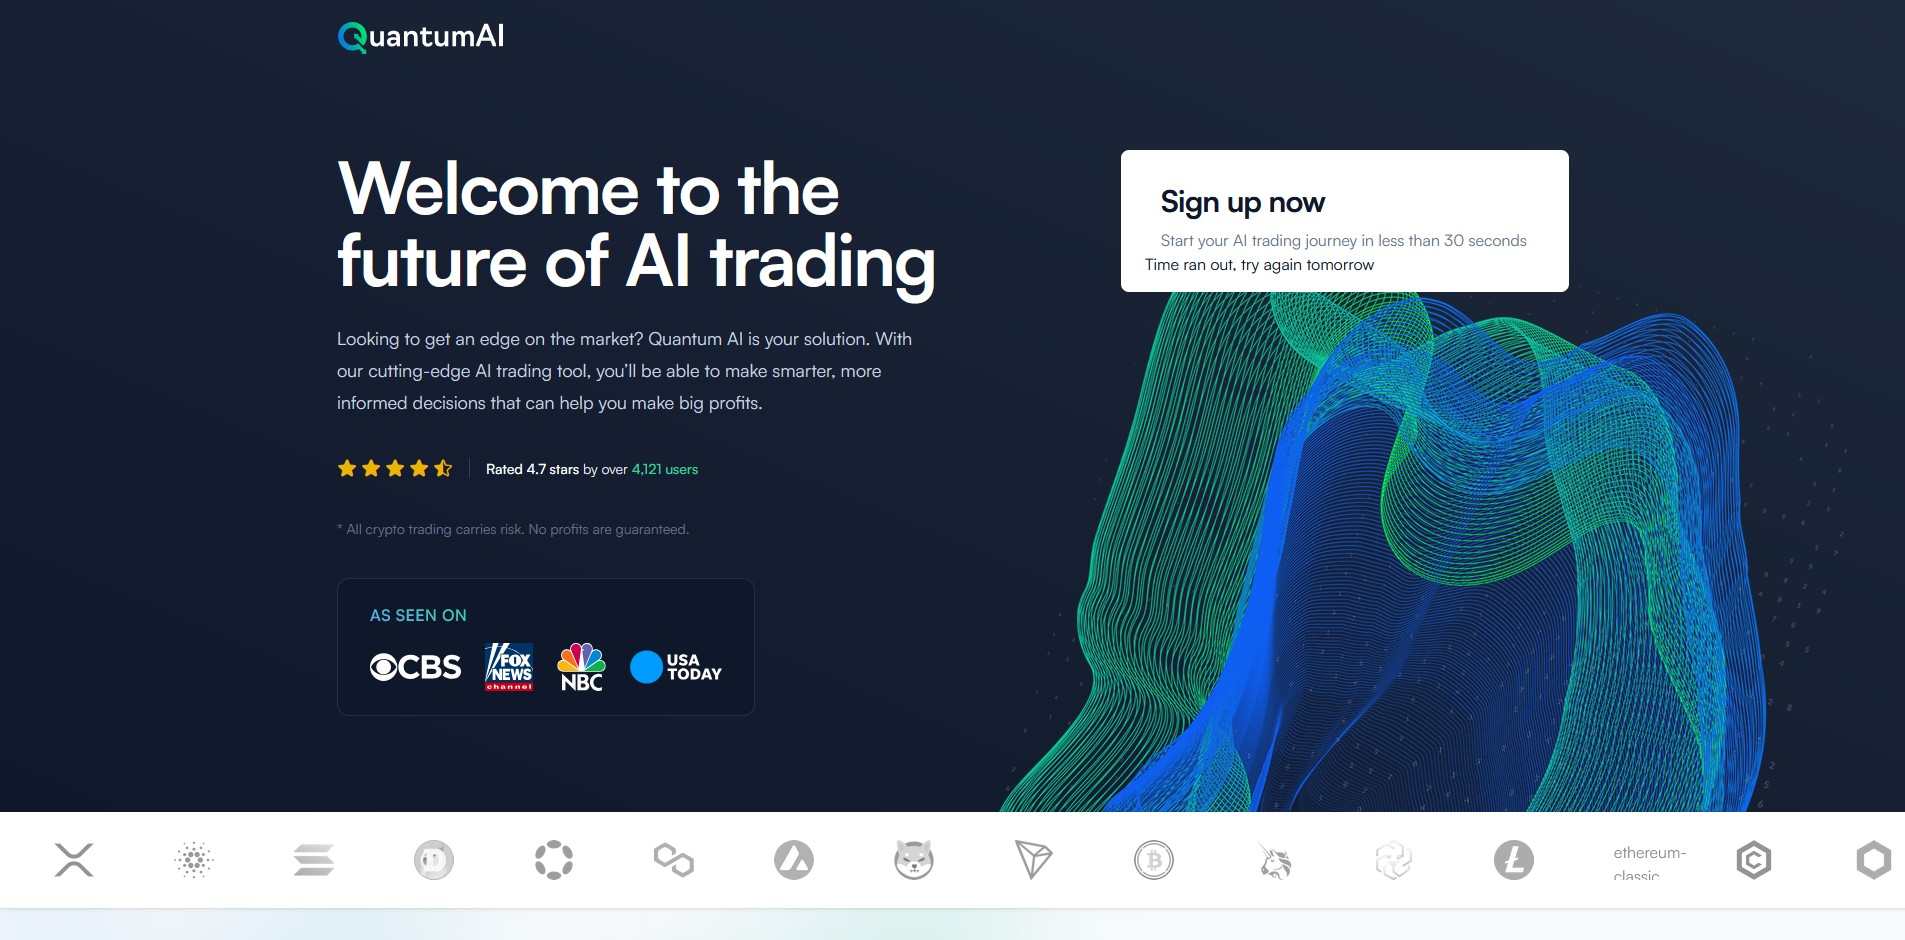 QuantumAI
Welcome to the
future of AI trading
Looking to get an edge on the market? Quantum AI is your solution. With
our cutting-edge AI trading tool, you'll be able to make smarter, more
informed decisions that can help you make big profits.
Rated 4.7 stars by over 4,121 users
* All crypto trading carries risk. No profits are guaranteed.
AS SEEN ON
CBS
FOX
NEWS
channel
NBC
USA
TODAY
Sign up now
Start your AI trading journey in less than 30 seconds
Time ran out, try again tomorrow
ethereum-
classic